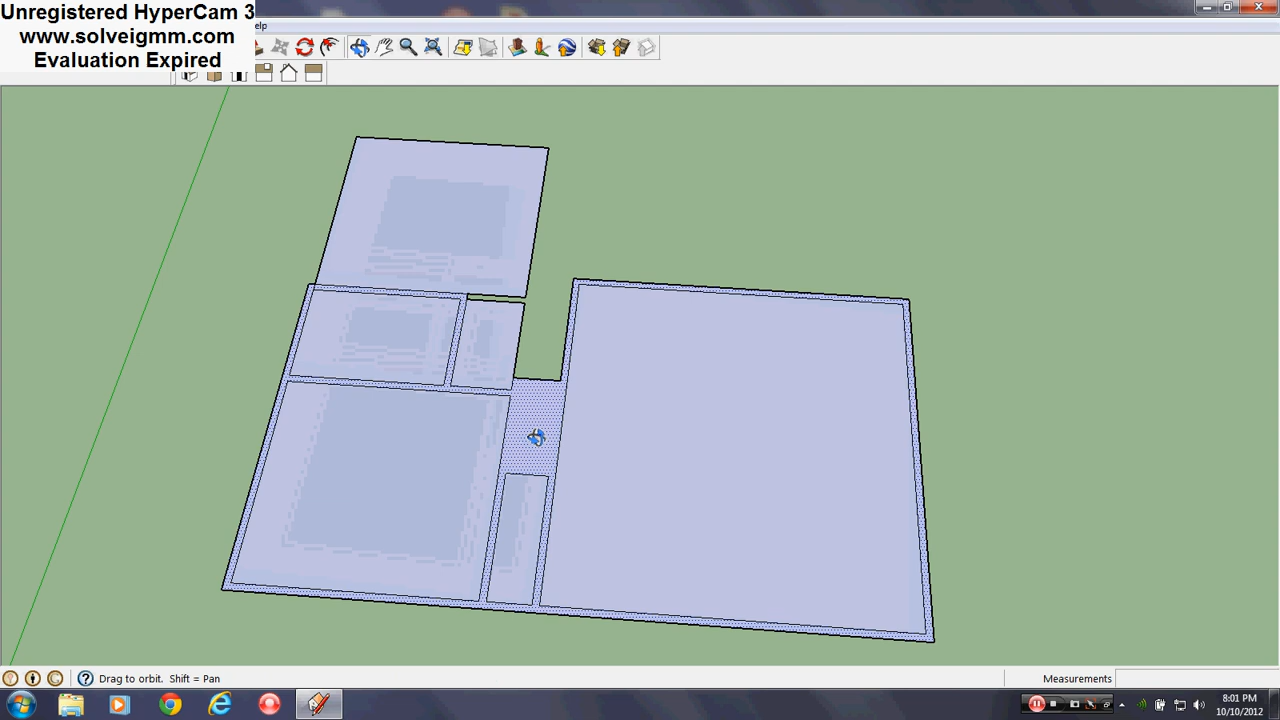 Unregistered HyperCam 3
www.solveigmm.com
Evaluation Expired
elp
Drag to orbit. Shift = Pan
Measurements
8:01 PM
10/10/2012